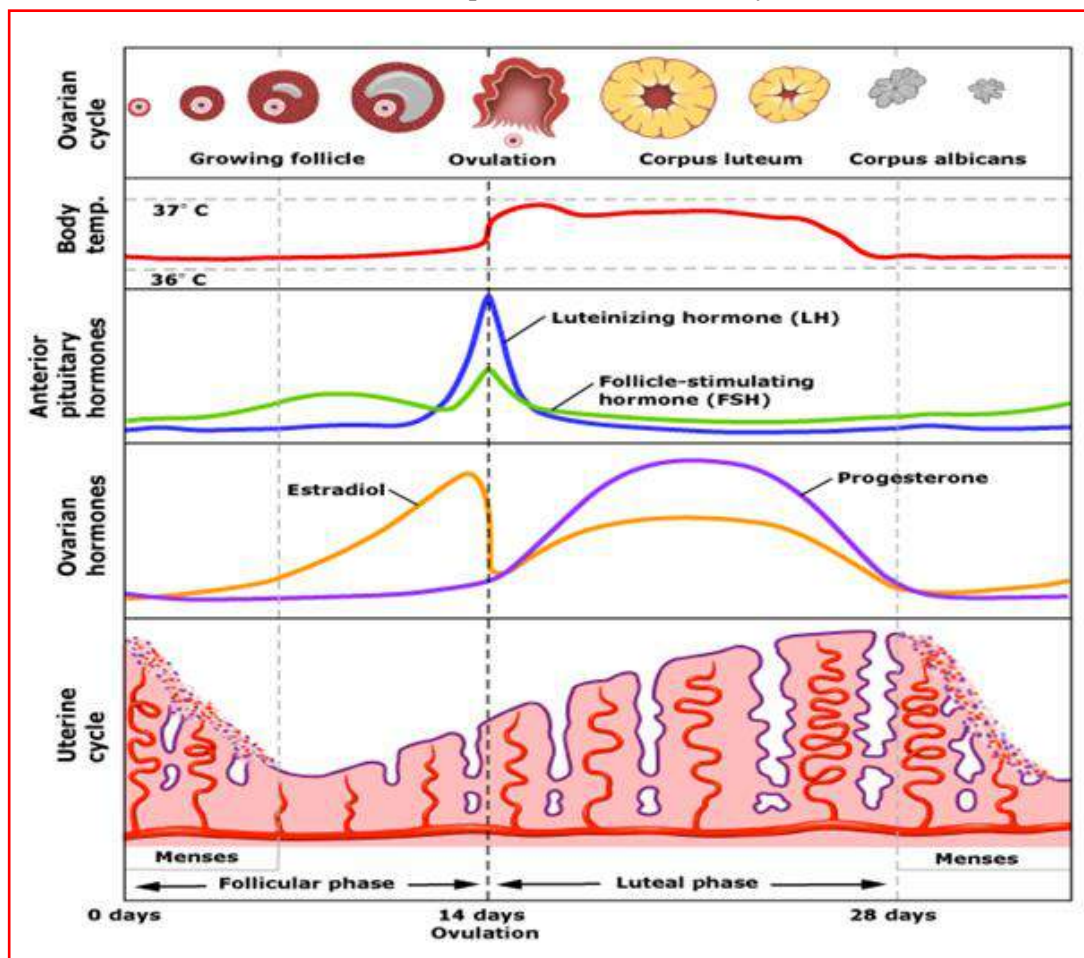 Ovarian
cycle
Growing follicle
Ovulation
Corpus luteum
Corpus albicans
Body
temp.
37° C
36° C
Anterior
pituitary
hormones
Luteinizing hormone (LH)
Follicle-stimulating
hormone (FSH)
Ovarian
hormones
Estradiol
Progesterone
Uterine
cycle
Menses
Menses
Follicular phase
Luteal phase
0 days
14 days
Ovulation
28 days